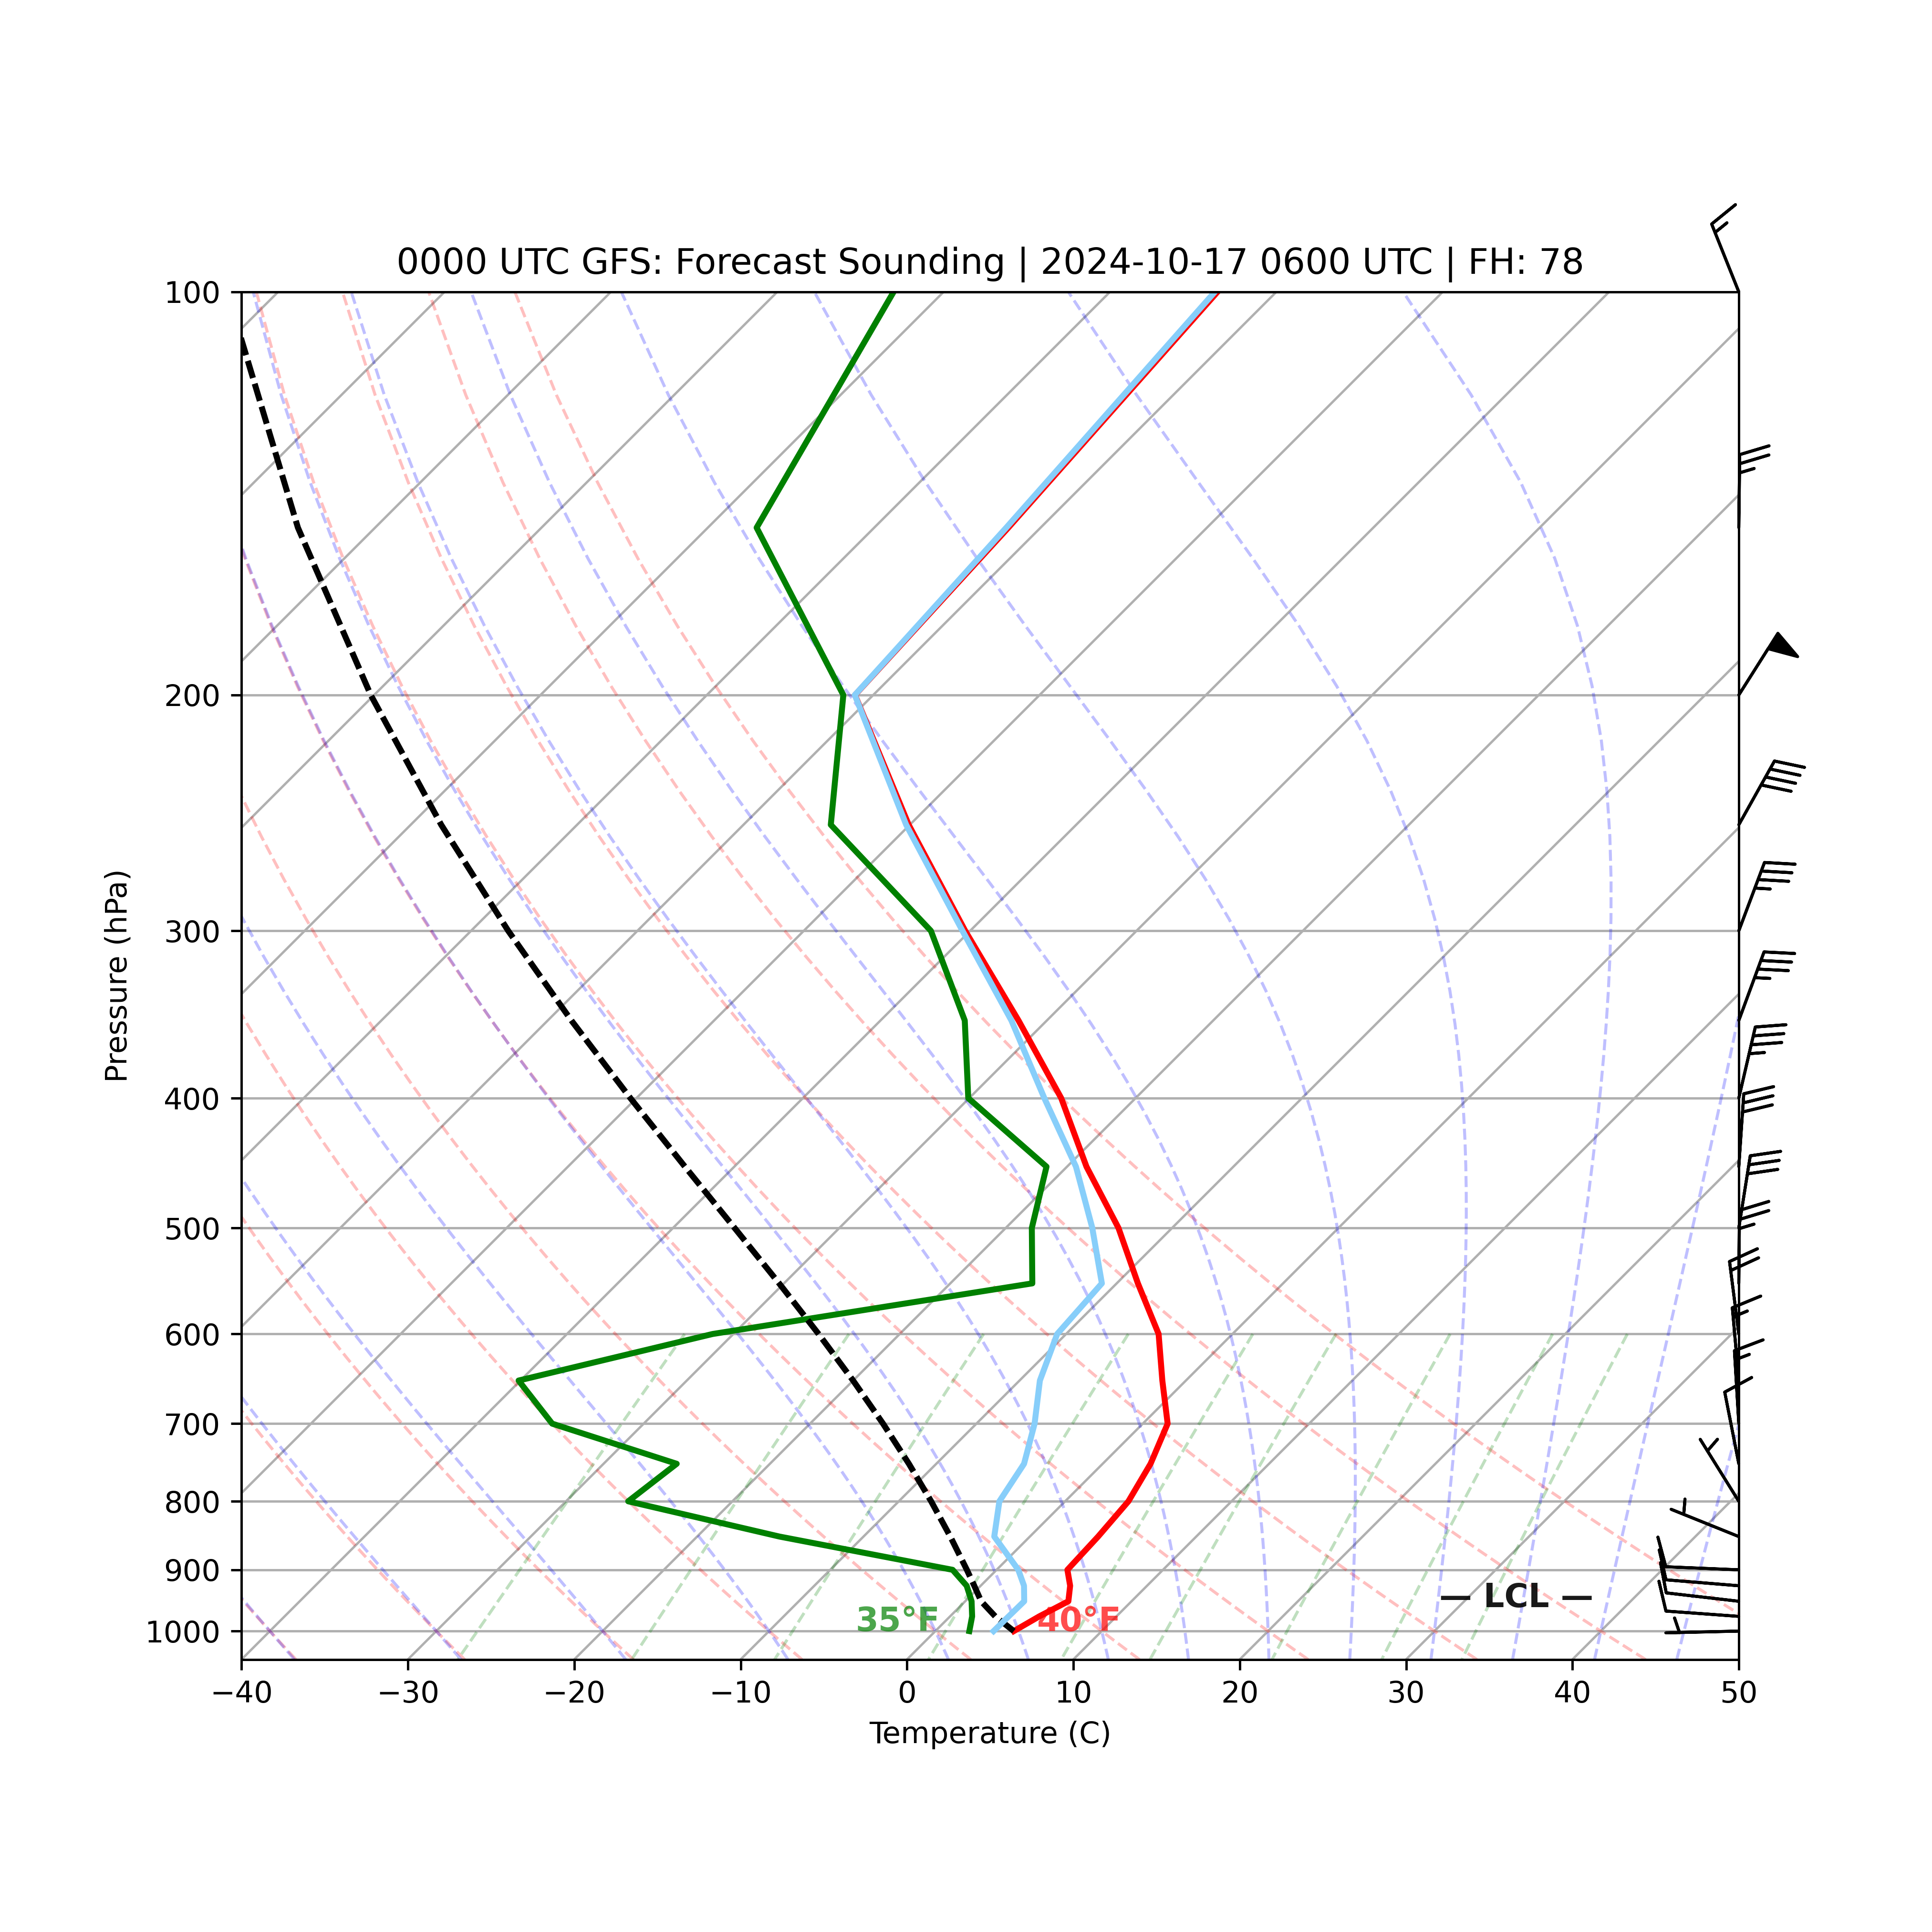 0000 UTC GFS: Forecast Sounding | 2024-10-17 0600 UTC | FH: 78
100
200
300
400
500
600
700
800
900
1000
Pressure (hPa)
— LCL —
35°F 40°F
−40 −30 −20 −10 0 10 20 30 40 50
Temperature (C)